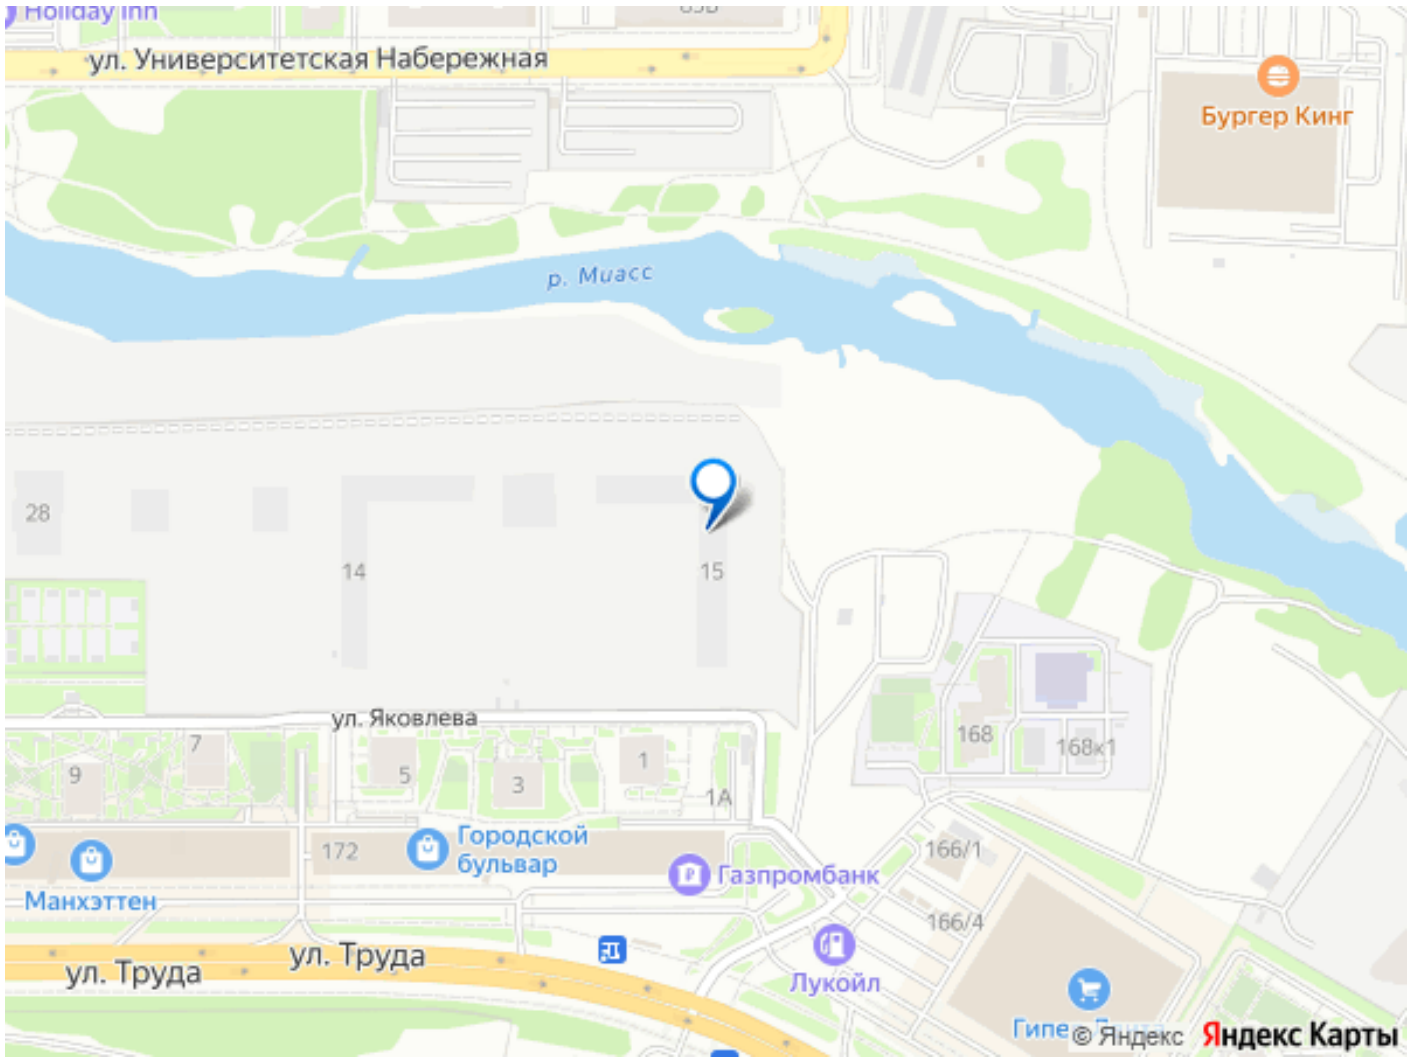 Holiday Inn
ул. Университетская Набережная
Бургер Кинг
р. Миасс
28
14
15
ул. Яковлева
7
9
5
3
1
1А
168
168к1
172
Городской
бульвар
Манхэттен
Газпромбанк
166/1
166/4
ул. Труда
ул. Труда
Лукойл
© Яндекс
Яндекс Карты